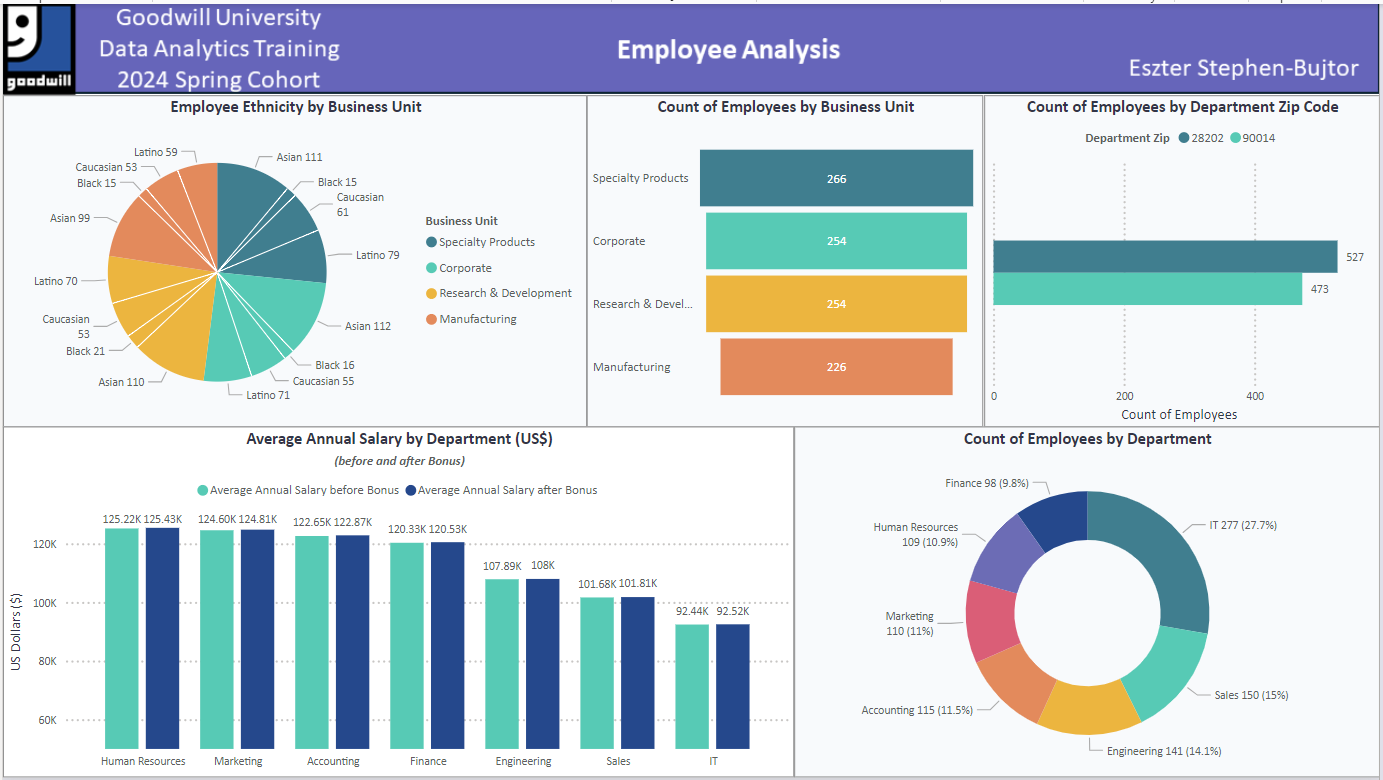 Goodwill University
Data Analytics Training
2024 Spring Cohort
goodwill
Employee Analysis
Eszter Stephen-Bujtor
Employee Ethnicity by Business Unit
Latino 59
Caucasian 53
Black 15
Asian 99
Latino 70
Caucasian
53
Black 21
Asian 110
Asian 111
Black 15
Caucasian
61
Latino 79
Asian 112
Black 16
Caucasian 55
Latino 71
Business Unit
Specialty Products
Corporate
Research & Development
Manufacturing
Count of Employees by Business Unit
Specialty Products 266
Corporate 254
Research & Devel... 254
Manufacturing 226
Count of Employees by Department Zip Code
Department Zip 28202 90014
527
473
0 200 400
Count of Employees
Average Annual Salary by Department (US$)
(before and after Bonus)
Average Annual Salary before Bonus Average Annual Salary after Bonus
125.22K 125.43K 124.60K 124.81K 122.65K 122.87K 120.33K 120.53K 107.89K 108K 101.68K 101.81K 92.44K 92.52K
US Dollars ($)
120K
100K
80K
60K
Human Resources Marketing Accounting Finance Engineering Sales IT
Count of Employees by Department
Finance 98 (9.8%)
Human Resources
109 (10.9%)
Marketing
110 (11%)
Accounting 115 (11.5%)
IT 277 (27.7%)
Sales 150 (15%)
Engineering 141 (14.1%)